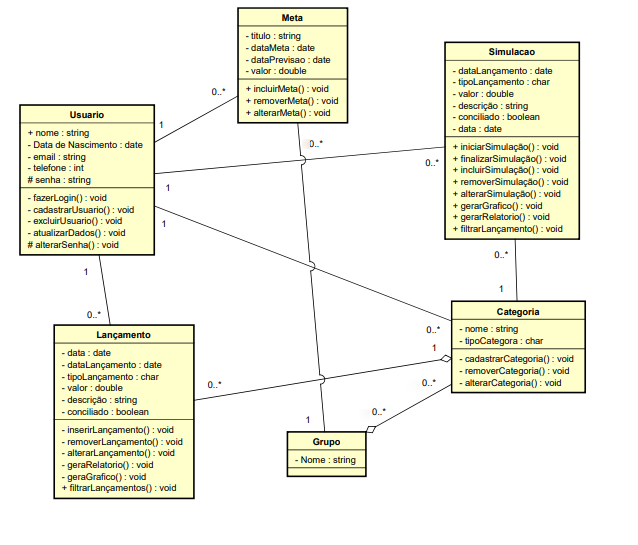 Meta
- titulo : string
- dataMeta : date
- dataPrevisao : date
- valor : double
+ incluirMeta() : void
+ removerMeta() : void
+ alterarMeta() : void
Simulacao
- dataLançamento : date
- tipoLançamento : char
- valor : double
- descrição : string
- conciliado : boolean
- data : date
+ iniciarSimulação() : void
+ finalizarSimulação() : void
+ incluirSimulação() : void
+ removerSimulação() : void
+ alterarSimulação() : void
+ gerarGrafico() : void
+ gerarRelatorio() : void
+ filtrarLançamento() : void
Usuario
+ nome : string
- Data de Nascimento : date
- email : string
- telefone : int
# senha : string
- fazerLogin() : void
- cadastrarUsuario() : void
- excluirUsuario() : void
- atualizarDados() : void
# alterarSenha() : void
0..*
1
0..*
0..*
1
1
0..*
1
1
0..*
Categoria
- nome : string
- tipoCategora : char
- cadastrarCategoria() : void
- removerCategoria() : void
- alterarCategoria() : void
0..*
1
0..*
0..*
0..*
1
Lançamento
- data : date
- dataLançamento : date
- tipoLançamento : char
- valor : double
- descrição : string
- conciliado : boolean
- inserirLançamento() : void
- removerLançamento() : void
- alterarLançamento() : void
- geraRelatorio() : void
- geraGrafico() : void
+ filtrarLançamentos() : void
Grupo
- Nome : string